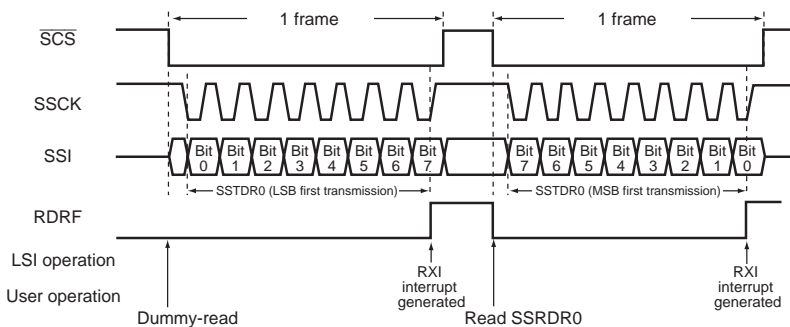 1 frame 1 frame
SCS
SSCK
SSI Bit 0 Bit 1 Bit 2 Bit 3 Bit 4 Bit 5 Bit 6 Bit 7 Bit 7 Bit 6 Bit 5 Bit 4 Bit 3 Bit 2 Bit 1 Bit 0
SSTDR0 (LSB first transmission) SSTDR0 (MSB first transmission)
RDRF
LSI operation
RXI interrupt generated RXI interrupt generated
User operation
Dummy-read Read SSRDR0